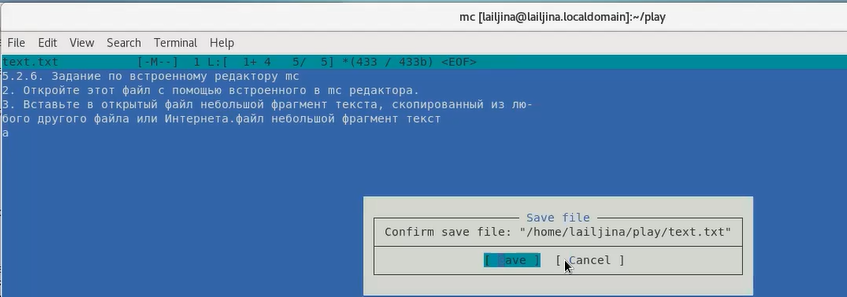 mc [lailjina@lailjina.localdomain]:~/play
File Edit View Search Terminal Help
text.txt [-M--] 1 L:[ 1+ 4 5/ 5] *(433 / 433b) <EOF>
5.2.6. Задание по встроенному редактору mc
2. Откройте этот файл с помощью встроенного в mc редактора.
3. Вставьте в открытый файл небольшой фрагмент текста, скопированный из лю-
бого другого файла или Интернета.файл небольшой фрагмент текст
а
Save file
Confirm save file: "/home/lailjina/play/text.txt"
[ Save ] [ Cancel ]